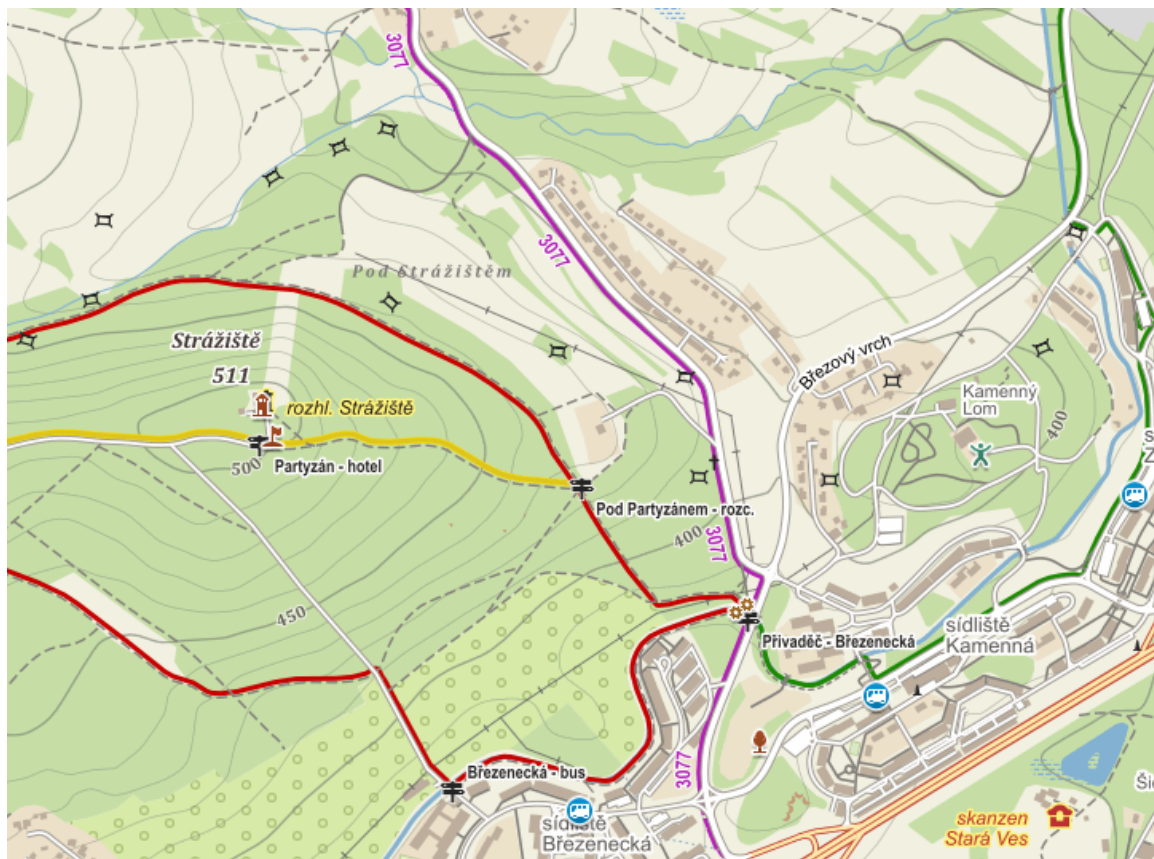 3077
3077
Pod Strážištěm
Strážiště
511
rozhl. Strážiště
Březový vrch
Kamenný
Lom
400
500
Partyzán - hotel
Pod Partyzánem - rozc.
400
3077
450
Přivaděč - Březenecká
sídliště
Kamenná
s
Z
3077
Březenecká - bus
sídliště
Březenecká
skanzen
Stará Ves
Ši